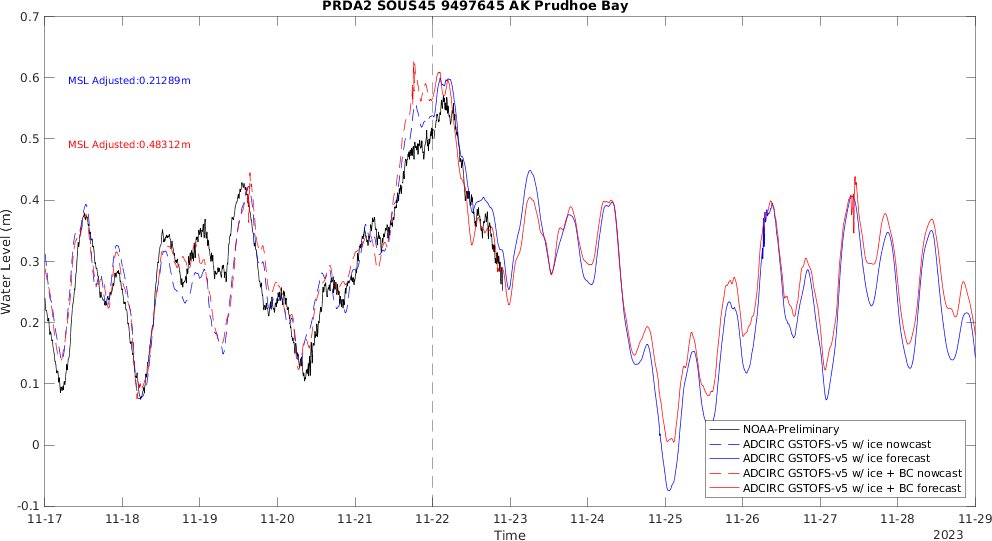 PRDA2 SOUS45 9497645 AK Prudhoe Bay
0.7
0.6
0.5
0.4
0.3
0.2
0.1
0
-0.1
Water Level (m)
MSL Adjusted:0.21289m
MSL Adjusted:0.48312m
NOAA-Preliminary
ADCIRC GSTOFS-v5 w/ ice nowcast
ADCIRC GSTOFS-v5 w/ ice forecast
ADCIRC GSTOFS-v5 w/ ice + BC nowcast
ADCIRC GSTOFS-v5 w/ ice + BC forecast
11-17 11-18 11-19 11-20 11-21 11-22 11-23 11-24 11-25 11-26 11-27 11-28 11-29
Time
2023